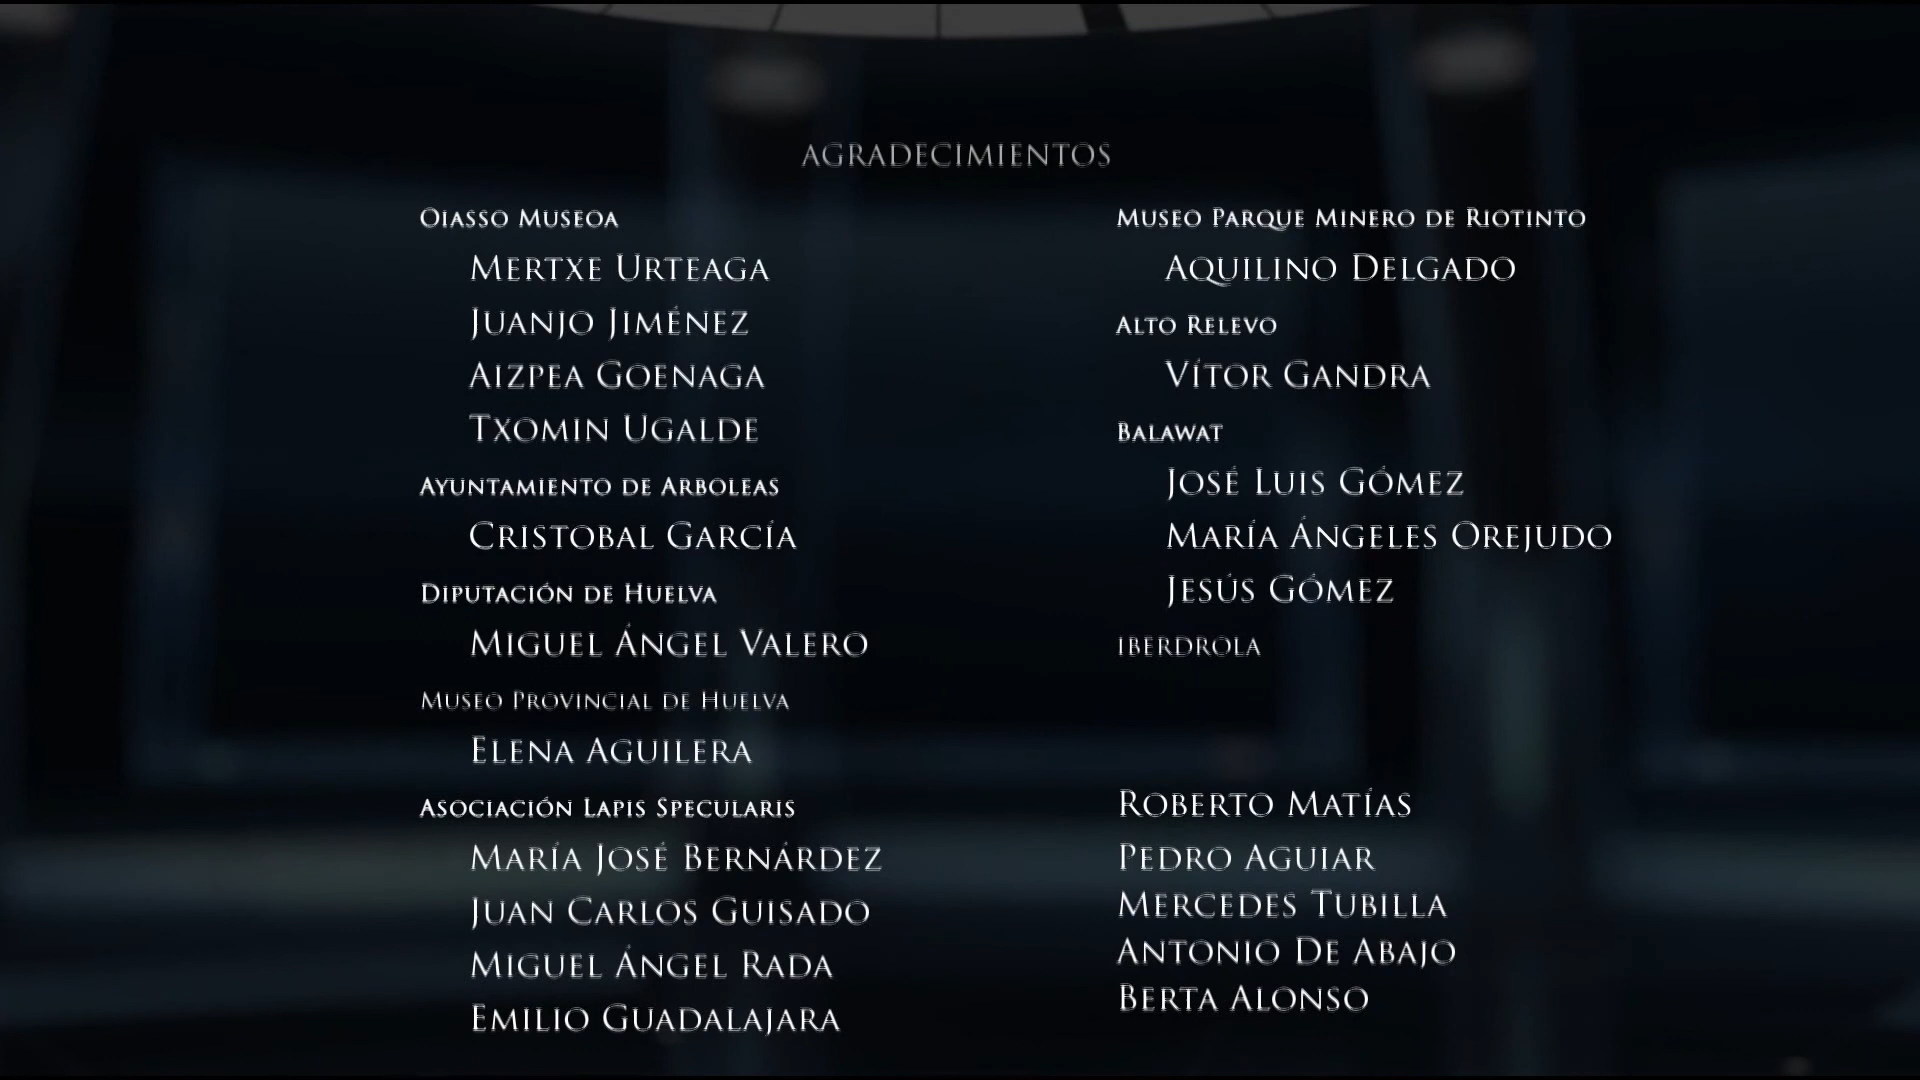 AGRADECIMIENTOS
Oiasso Museoa
Mertxe Urteaga
Juanjo Jiménez
Aizpea Goenaga
Txomin Ugalde
Ayuntamiento de Arboleas
Cristobal García
Diputación de Huelva
Miguel Ángel Valero
Museo Provincial de Huelva
Elena Aguilera
Asociación Lapis Specularis
María José Bernárdez
Juan Carlos Guisado
Miguel Ángel Rada
Emilio Guadalajara
Museo Parque Minero de Riotinto
Aquilino Delgado
Alto Relevo
Vítor Gandra
Balawat
José Luis Gómez
María Ángeles Orejudo
Jesús Gómez
IBERDROLA
Roberto Matías
Pedro Aguiar
Mercedes Tubilla
Antonio De Abajo
Berta Alonso